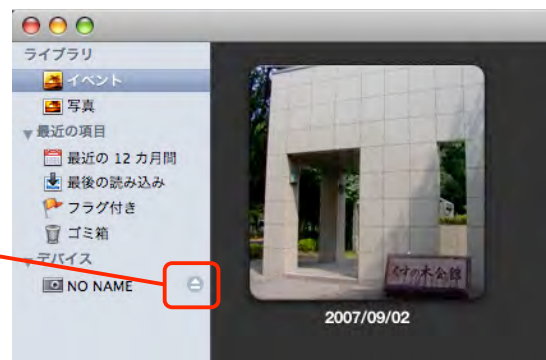 ライブラリ
イベント
写真
最近の項目
最近の 12 カ月間
最後の読み込み
フラグ付き
ゴミ箱
デバイス
NO NAME
くすの木会館
2007/09/02